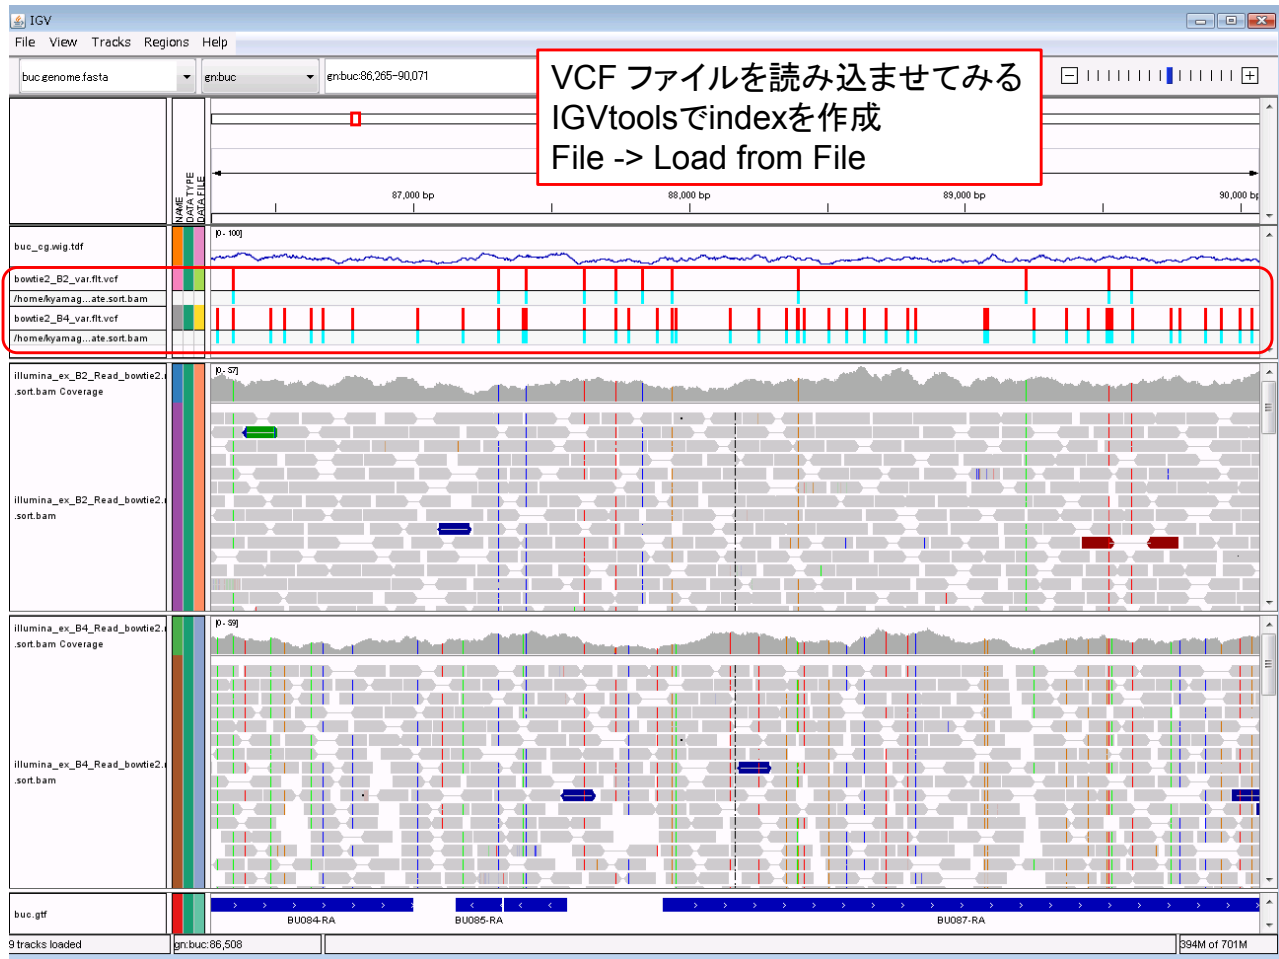 IGV
File View Tracks Regions Help
buc.genome.fasta
gn:buc
gn:buc:86,265-90,071
VCF ファイルを読み込ませてみる
IGVtoolsでindexを作成
File -> Load from File
NAME
DATA TYPE
DATA FILE
87,000 bp
88,000 bp
89,000 bp
90,000 bp
buc_cg.wig.tdf
[0 - 100]
bowtie2_B2_var.flt.vcf
/home/kyamag...ate.sort.bam
bowtie2_B4_var.flt.vcf
/home/kyamag...ate.sort.bam
illumina_ex_B2_Read_bowtie2.r
.sort.bam Coverage
[0 - 57]
illumina_ex_B2_Read_bowtie2.r
.sort.bam
illumina_ex_B4_Read_bowtie2.r
.sort.bam Coverage
[0 - 59]
illumina_ex_B4_Read_bowtie2.r
.sort.bam
buc.gtf
BU084-RA
BU085-RA
BU087-RA
9 tracks loaded
gn:buc:86,508
394M of 701M